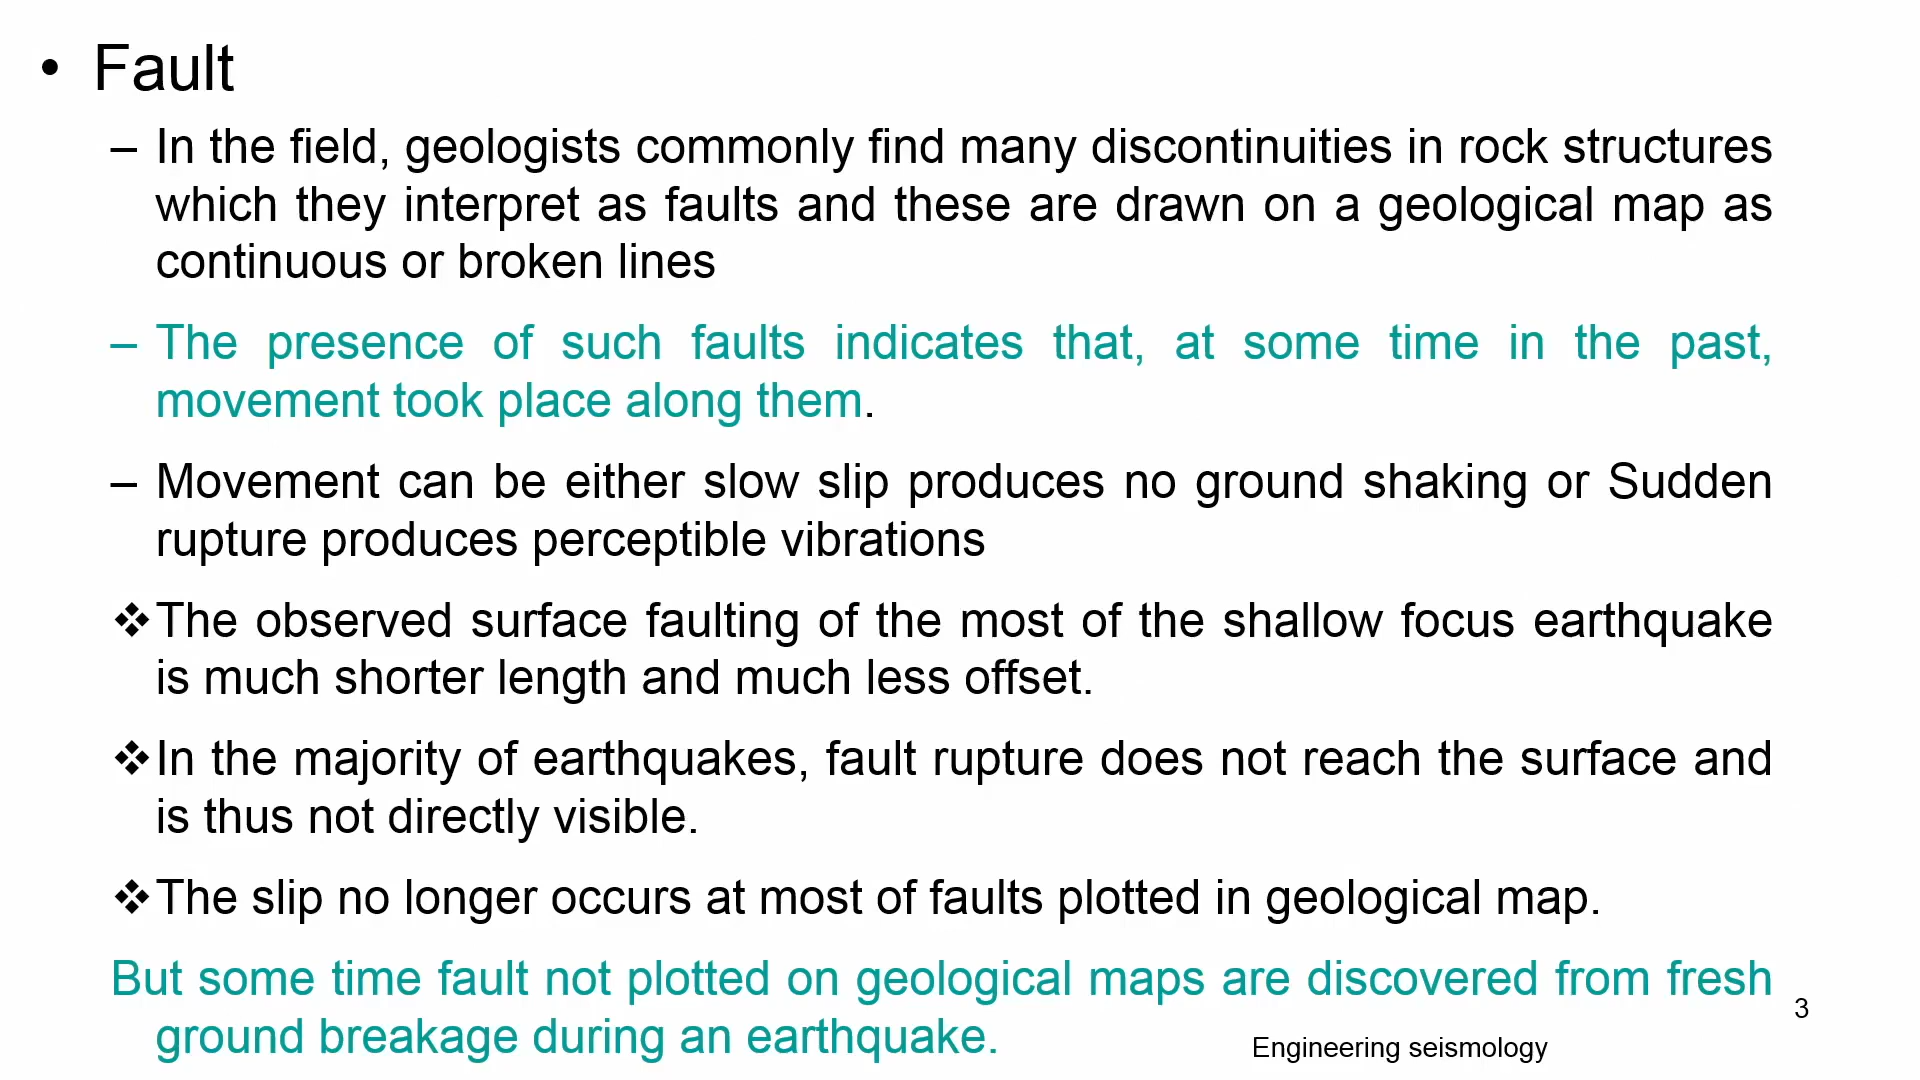 • Fault
– In the field, geologists commonly find many discontinuities in rock structures
which they interpret as faults and these are drawn on a geological map as
continuous or broken lines
– The presence of such faults indicates that, at some time in the past,
movement took place along them.
– Movement can be either slow slip produces no ground shaking or Sudden
rupture produces perceptible vibrations
❖The observed surface faulting of the most of the shallow focus earthquake
is much shorter length and much less offset.
❖In the majority of earthquakes, fault rupture does not reach the surface and
is thus not directly visible.
❖The slip no longer occurs at most of faults plotted in geological map.
But some time fault not plotted on geological maps are discovered from fresh
ground breakage during an earthquake.
3
Engineering seismology